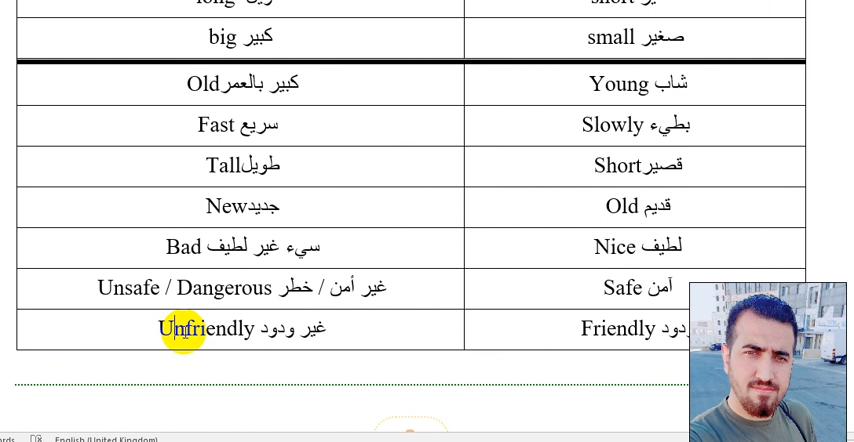 كبير big صغير small
كبير بالعمرOld شاب Young
سريع Fast بطيء Slowly
طويلTall قصيرShort
جديدNew قديم Old
سيء غير لطيف Bad لطيف Nice
غير أمن / خطر Unsafe / Dangerous آمن Safe
غير ودود Unfriendly ودود Friendly
English (United Kingdom)